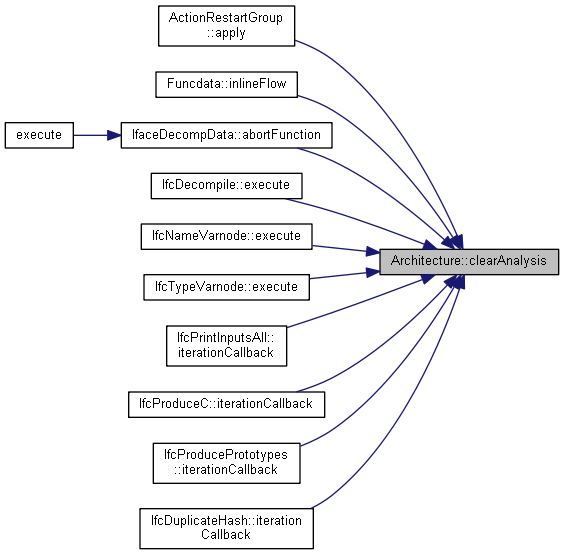 ActionRestartGroup
::apply
Funcdata::inlineFlow
execute
IfaceDecompData::abortFunction
IfcDecompile::execute
IfcNameVarnode::execute
Architecture::clearAnalysis
IfcTypeVarnode::execute
IfcPrintInputsAll::
iterationCallback
IfcProduceC::iterationCallback
IfcProducePrototypes
::iterationCallback
IfcDuplicateHash::iteration
Callback